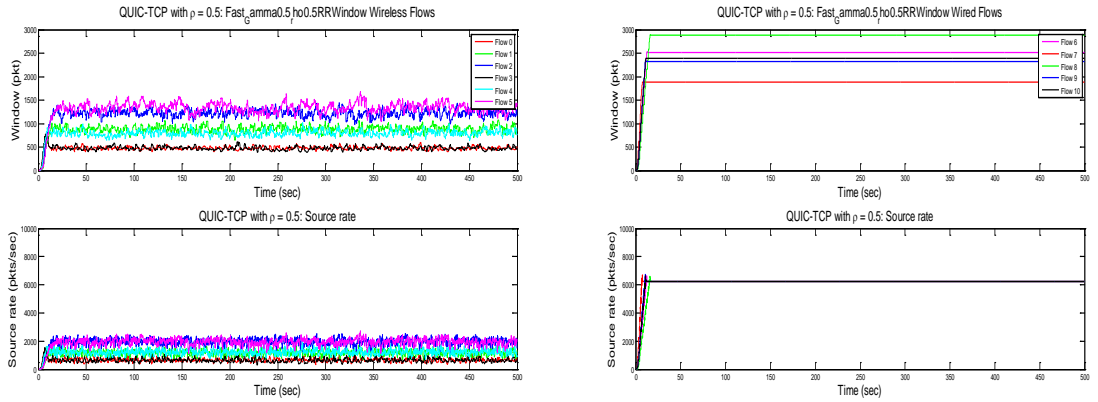 QUIC-TCP with ρ = 0.5: Fast_Gamma0.5_rho0.5RRWindow Wireless Flows
Window (pkt)
3000
2500
2000
1500
1000
500
0
0 50 100 150 200 250 300 350 400 450 500
Time (sec)
Flow 0
Flow 1
Flow 2
Flow 3
Flow 4
Flow 5
QUIC-TCP with ρ = 0.5: Source rate
Source rate (pkts/sec)
10000
8000
6000
4000
2000
0
0 50 100 150 200 250 300 350 400 450 500
Time (sec)
QUIC-TCP with ρ = 0.5: Fast_Gamma0.5_rho0.5RRWindow Wired Flows
Window (pkt)
3000
2500
2000
1500
1000
500
0
0 50 100 150 200 250 300 350 400 450 500
Time (sec)
Flow 6
Flow 7
Flow 8
Flow 9
Flow 10
QUIC-TCP with ρ = 0.5: Source rate
Source rate (pkts/sec)
10000
8000
6000
4000
2000
0
0 50 100 150 200 250 300 350 400 450 500
Time (sec)